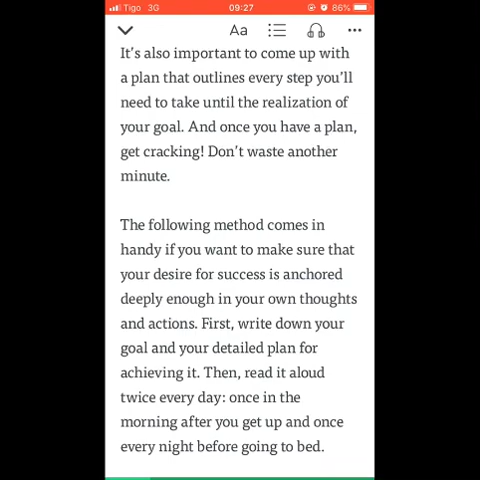 Tigo 3G 09:27 86%
Aa
It’s also important to come up with
a plan that outlines every step you’ll
need to take until the realization of
your goal. And once you have a plan,
get cracking! Don’t waste another
minute.
The following method comes in
handy if you want to make sure that
your desire for success is anchored
deeply enough in your own thoughts
and actions. First, write down your
goal and your detailed plan for
achieving it. Then, read it aloud
twice every day: once in the
morning after you get up and once
every night before going to bed.